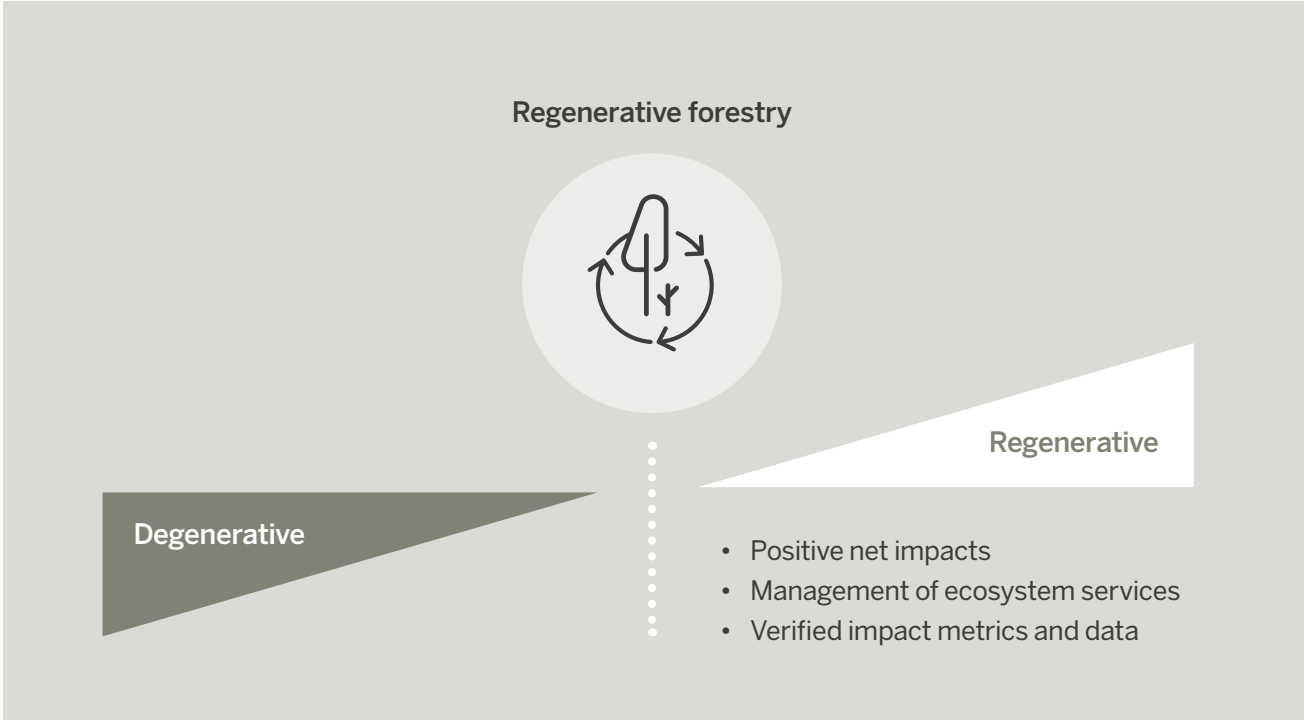 Regenerative forestry
Regenerative
Degenerative
• Positive net impacts
• Management of ecosystem services
• Verified impact metrics and data